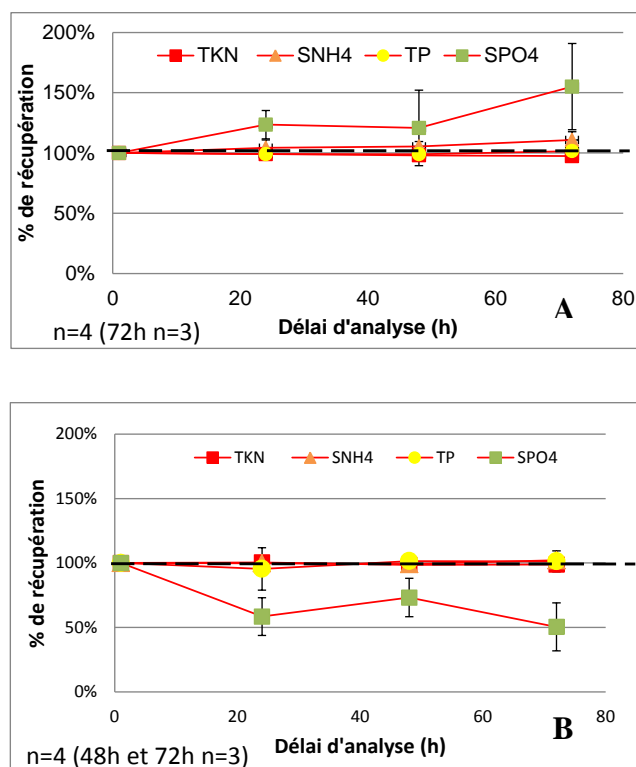 200%
TKN SNH4 TP SPO4
150%
100%
50%
0%
% de récupération
0 20 40 60 80
Délai d'analyse (h)
A
n=4 (72h n=3)
200%
TKN SNH4 TP SPO4
150%
100%
50%
0%
% de récupération
0 20 40 60 80
Délai d'analyse (h)
B
n=4 (48h et 72h n=3)